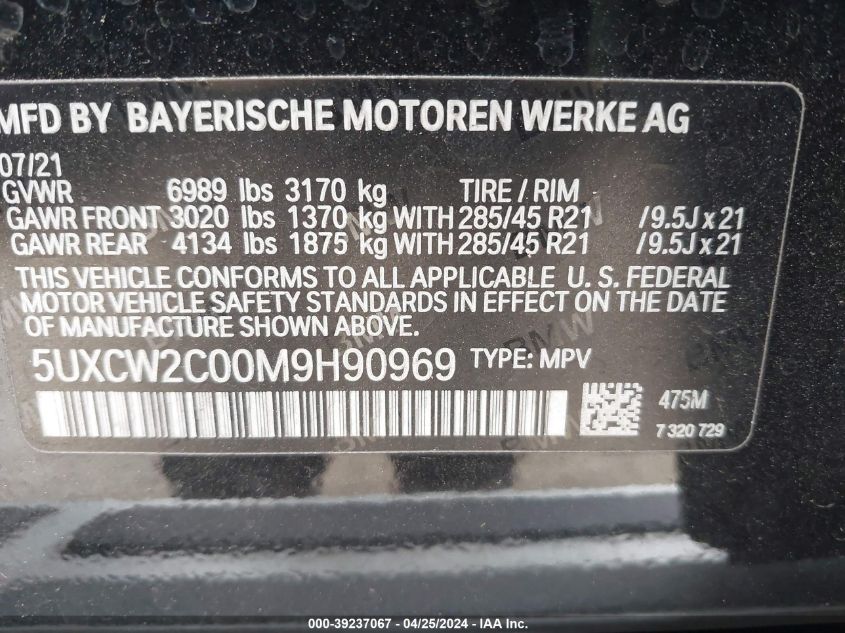 MFD BY BAYERISCHE MOTOREN WERKE AG
07/21
GVWR 6989 lbs 3170 kg TIRE / RIM
GAWR FRONT 3020 lbs 1370 kg WITH 285/45 R21 /9.5J x 21
GAWR REAR 4134 lbs 1875 kg WITH 285/45 R21 /9.5J x 21
THIS VEHICLE CONFORMS TO ALL APPLICABLE U. S. FEDERAL
MOTOR VEHICLE SAFETY STANDARDS IN EFFECT ON THE DATE
OF MANUFACTURE SHOWN ABOVE.
5UXCW2C00M9H90969 TYPE: MPV
475M
7 320 729
000-39237067 - 04/25/2024 - IAA Inc.